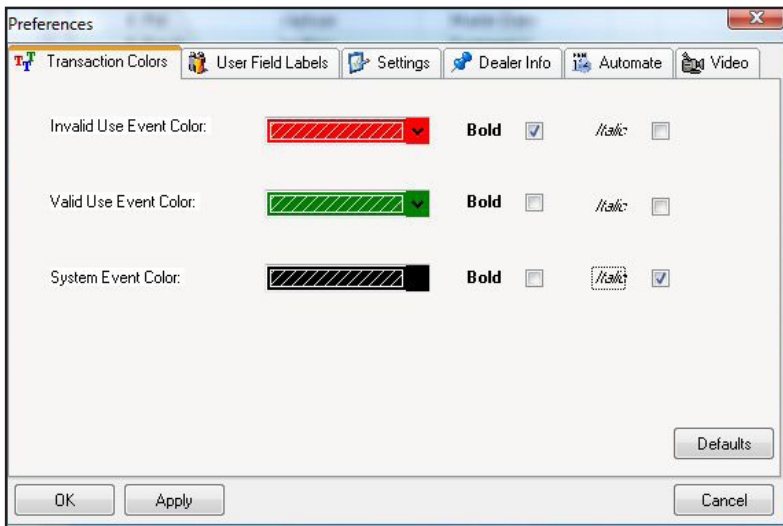 Preferences
Transaction Colors User Field Labels Settings Dealer Info Automate Video
Invalid Use Event Color: Bold Italic
Valid Use Event Color: Bold Italic
System Event Color: Bold Italic
Defaults
OK Apply Cancel